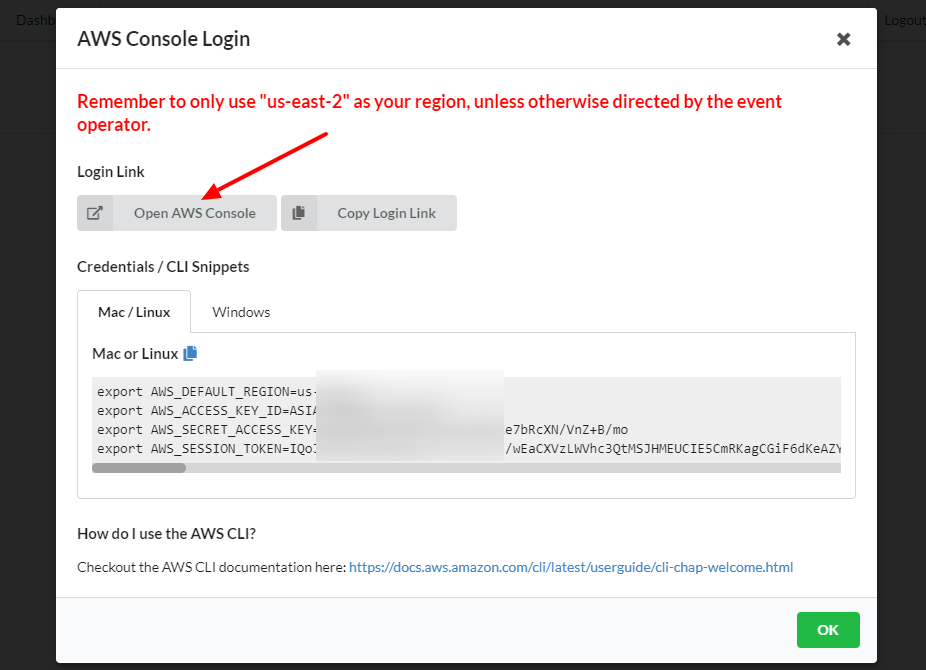 Dashb
Logout
AWS Console Login
Remember to only use "us-east-2" as your region, unless otherwise directed by the event
operator.
Login Link
Open AWS Console
Copy Login Link
Credentials / CLI Snippets
Mac / Linux
Windows
Mac or Linux
export AWS_DEFAULT_REGION=us-
export AWS_ACCESS_KEY_ID=ASIA
export AWS_SECRET_ACCESS_KEY= e7bRcXN/VnZ+B/mo
export AWS_SESSION_TOKEN=IQoJ /wEaCXVzLWVhc3QtMSJHMEUCIE5CmRKagCGiF6dKeAZY
How do I use the AWS CLI?
Checkout the AWS CLI documentation here: https://docs.aws.amazon.com/cli/latest/userguide/cli-chap-welcome.html
OK